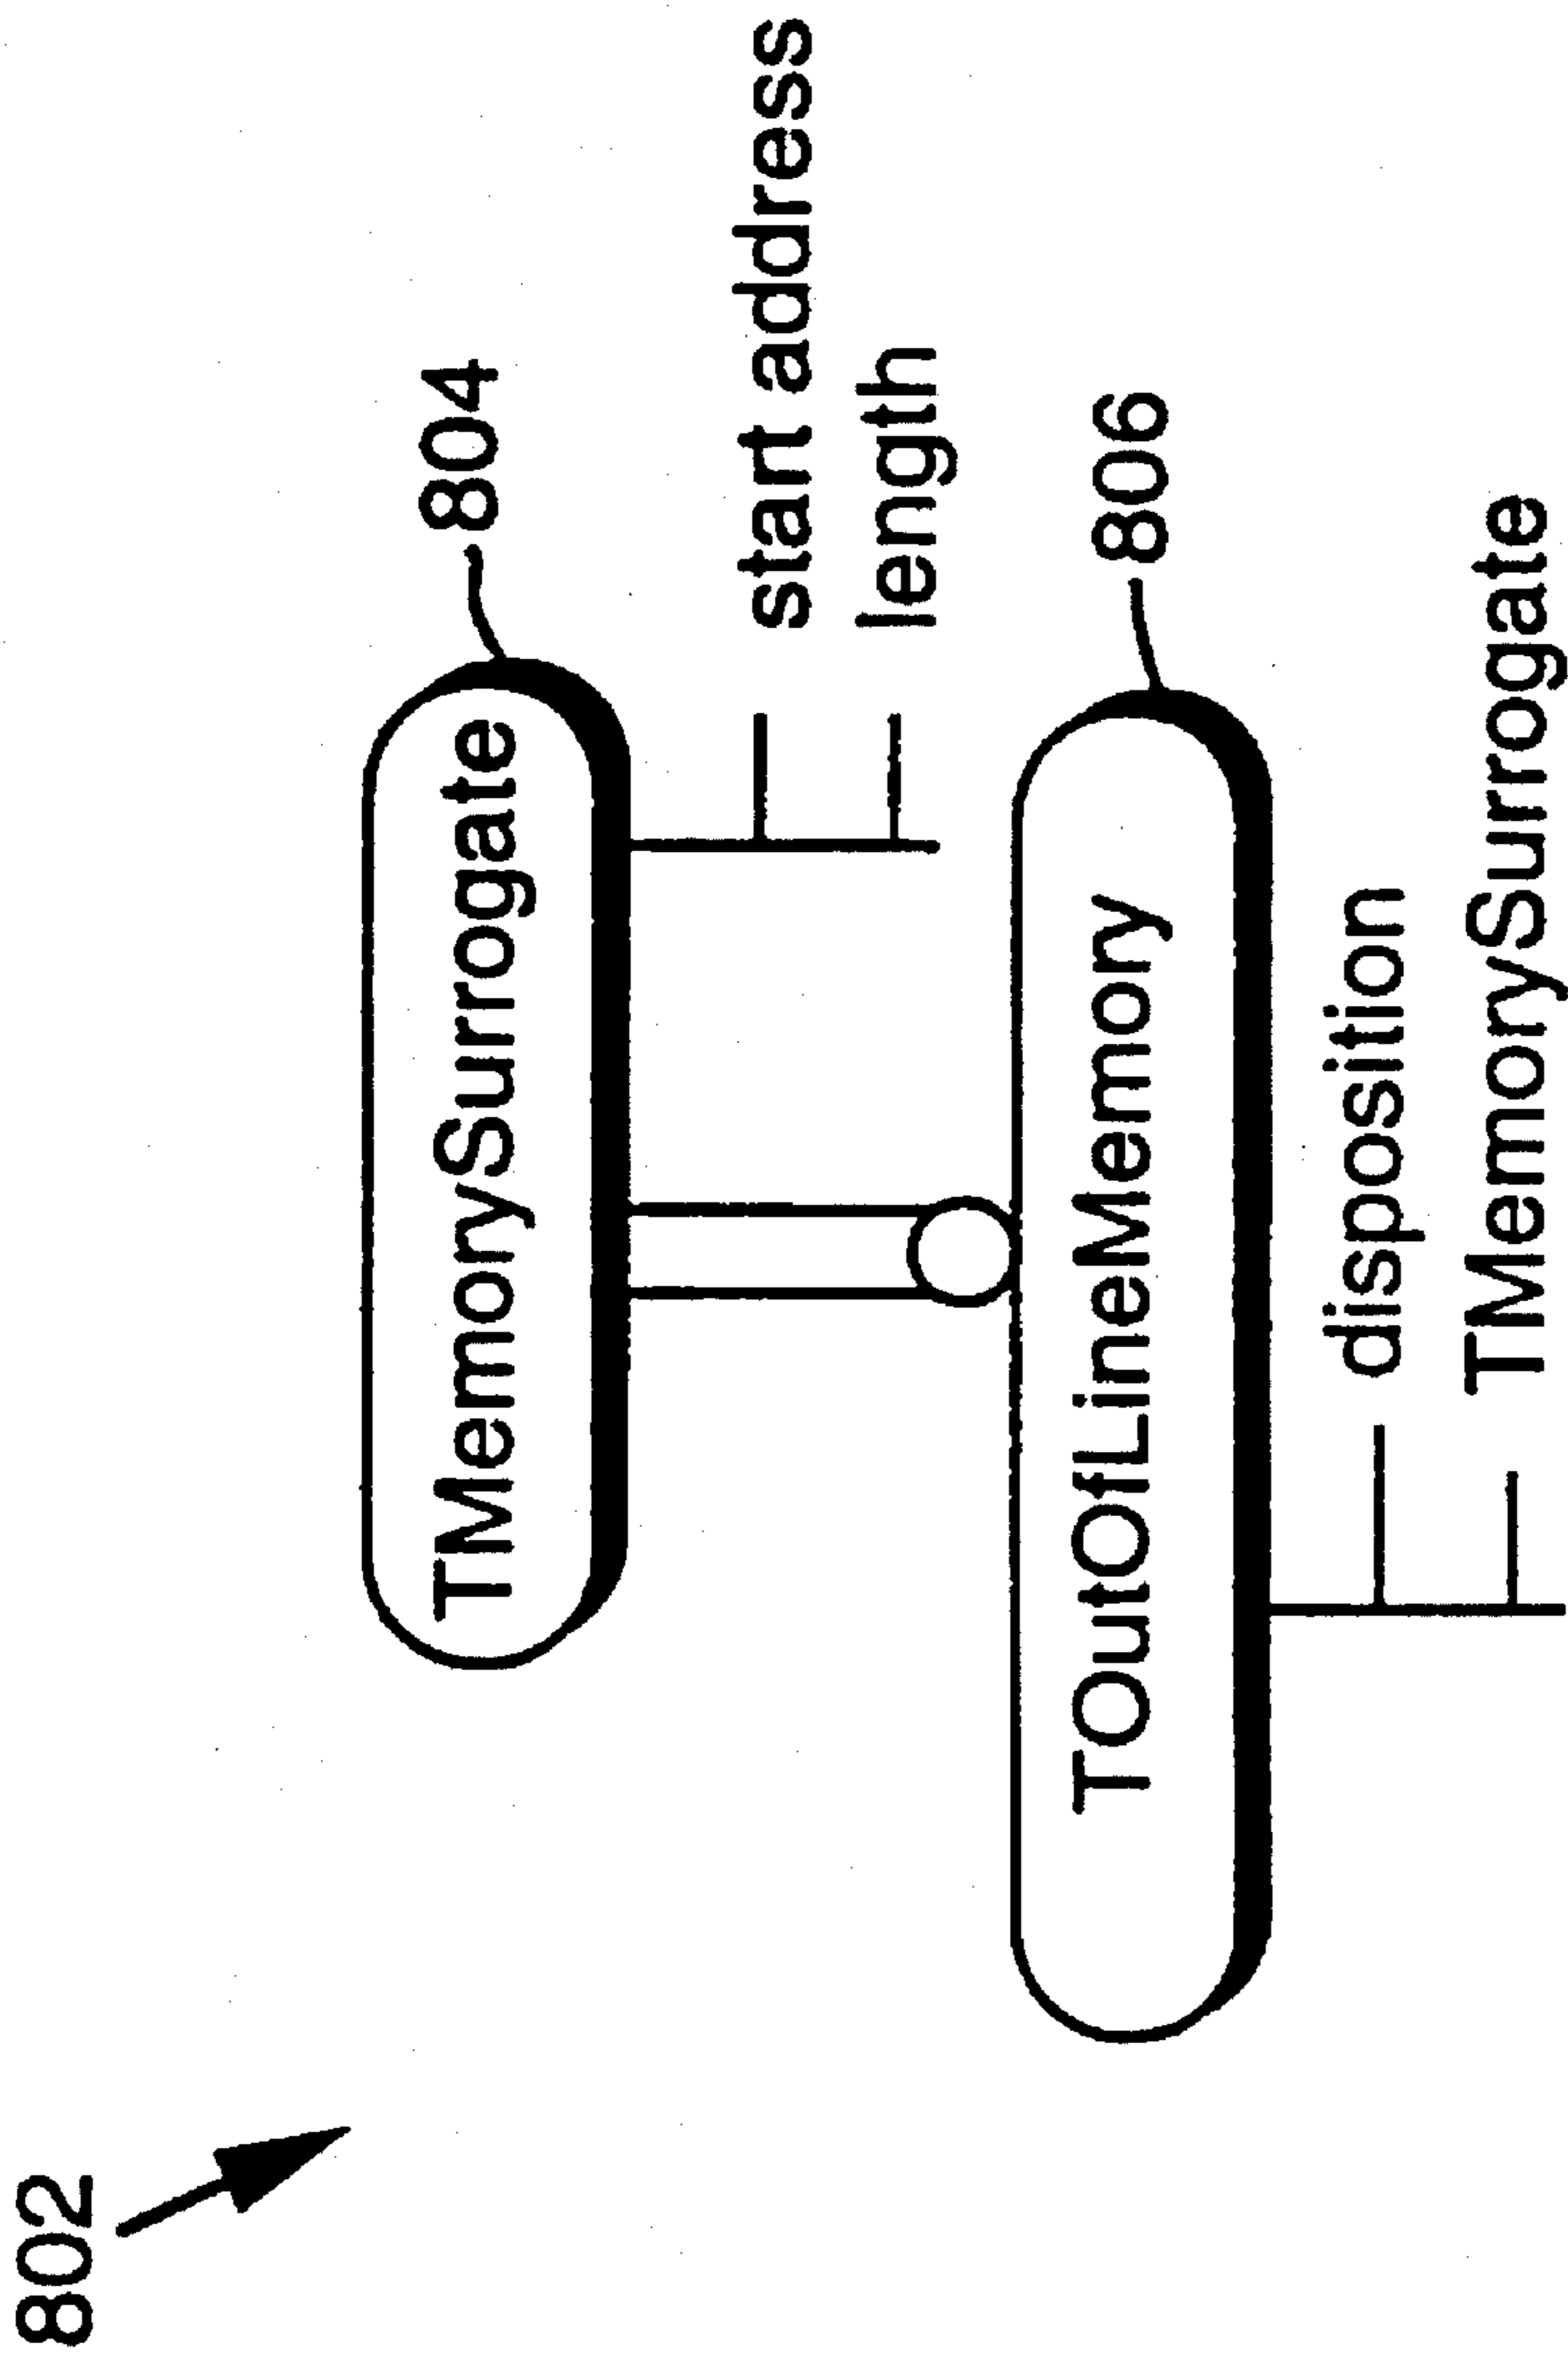 802
TMemorySurrogate
804
start address
length
TOutOfLineMemory
806
disposition
TMemorySurrogate